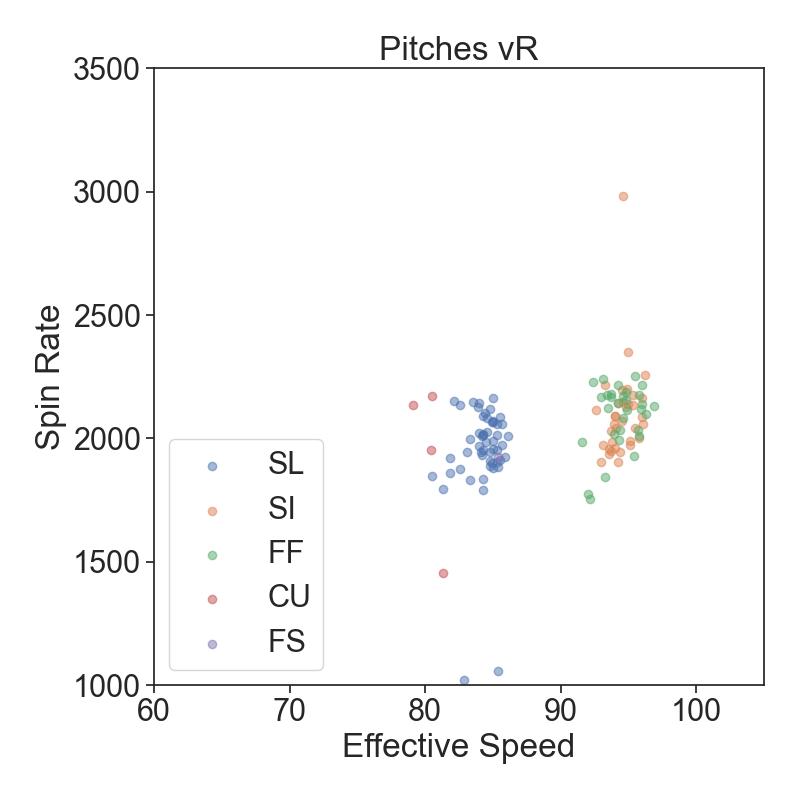 Pitches vR
3500
3000
2500
2000
1500
1000
Spin Rate
SL
SI
FF
CU
FS
60 70 80 90 100
Effective Speed